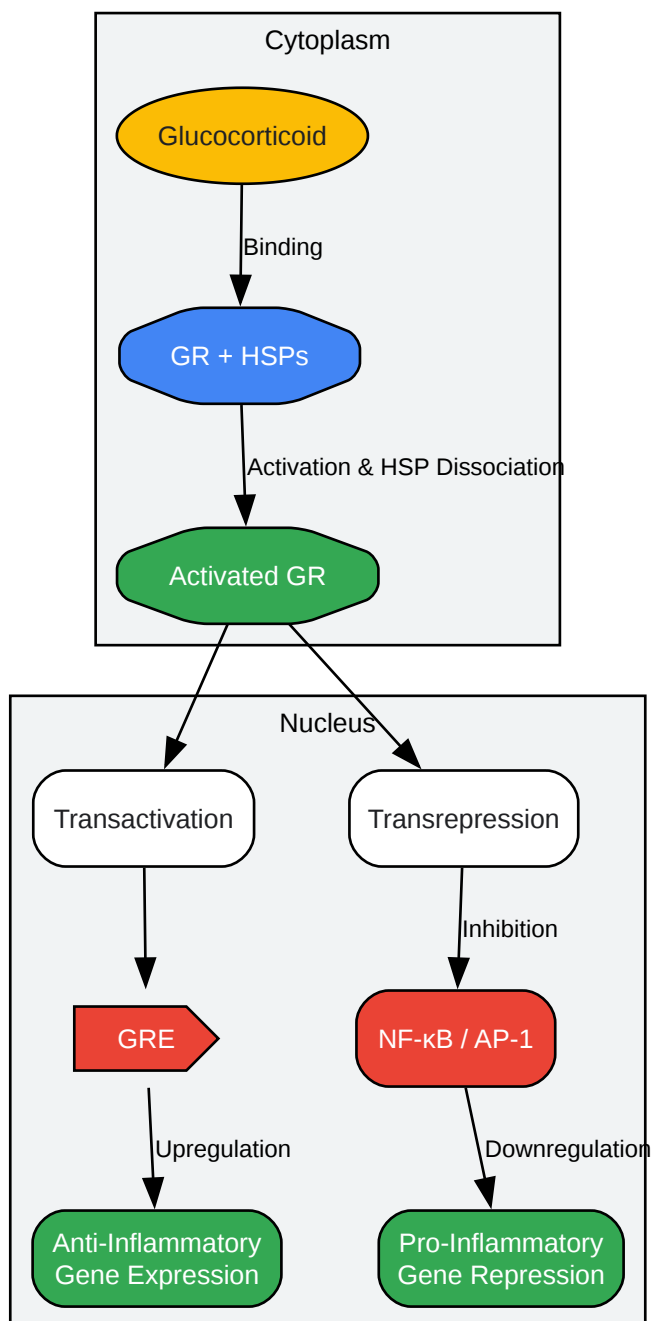 Cytoplasm
Glucocorticoid
Binding
GR + HSPs
Activation & HSP Dissociation
Activated GR
Nucleus
Transactivation
Transrepression
Inhibition
GRE
NF-κB / AP-1
Upregulation
Downregulation
Anti-Inflammatory
Gene Expression
Pro-Inflammatory
Gene Repression